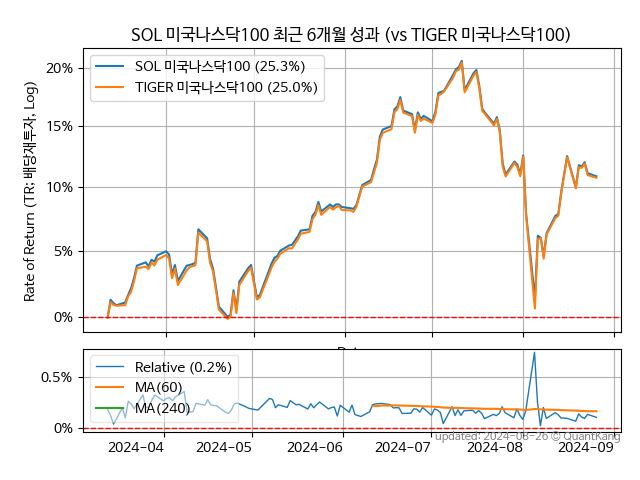 SOL 미국나스닥100 최근 6개월 성과 (vs TIGER 미국나스닥100)
Rate of Return (TR: 배당재투자, Log)
20%
15%
10%
5%
0%
SOL 미국나스닥100 (25.3%)
TIGER 미국나스닥100 (25.0%)
0.5%
0%
Relative (0.2%)
MA(60)
MA(240)
updated: 2024-08-26 © QuantKang
2024-04
2024-05
2024-06
2024-07
2024-08
2024-09